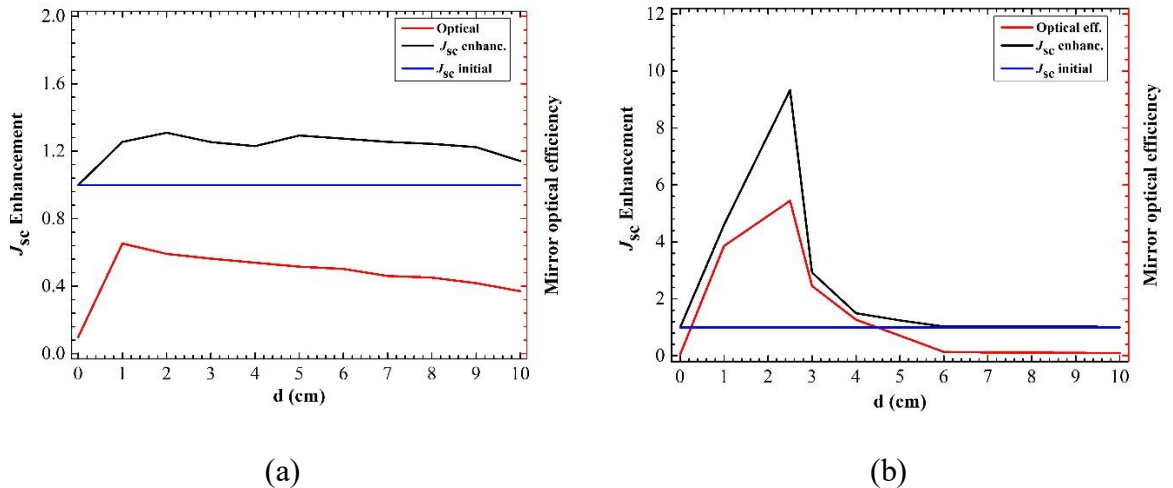 2.0
1.6
1.2
0.8
0.4
0.0
0 1 2 3 4 5 6 7 8 9 10
d (cm)
Jsc Enhancement
Mirror optical efficiency
Optical
Jsc enhanc.
Jsc initial
(a)
12
10
8
6
4
2
0
0 1 2 3 4 5 6 7 8 9 10
d (cm)
Jsc Enhancement
Mirror optical efficiency
Optical eff.
Jsc enhanc.
Jsc initial
(b)